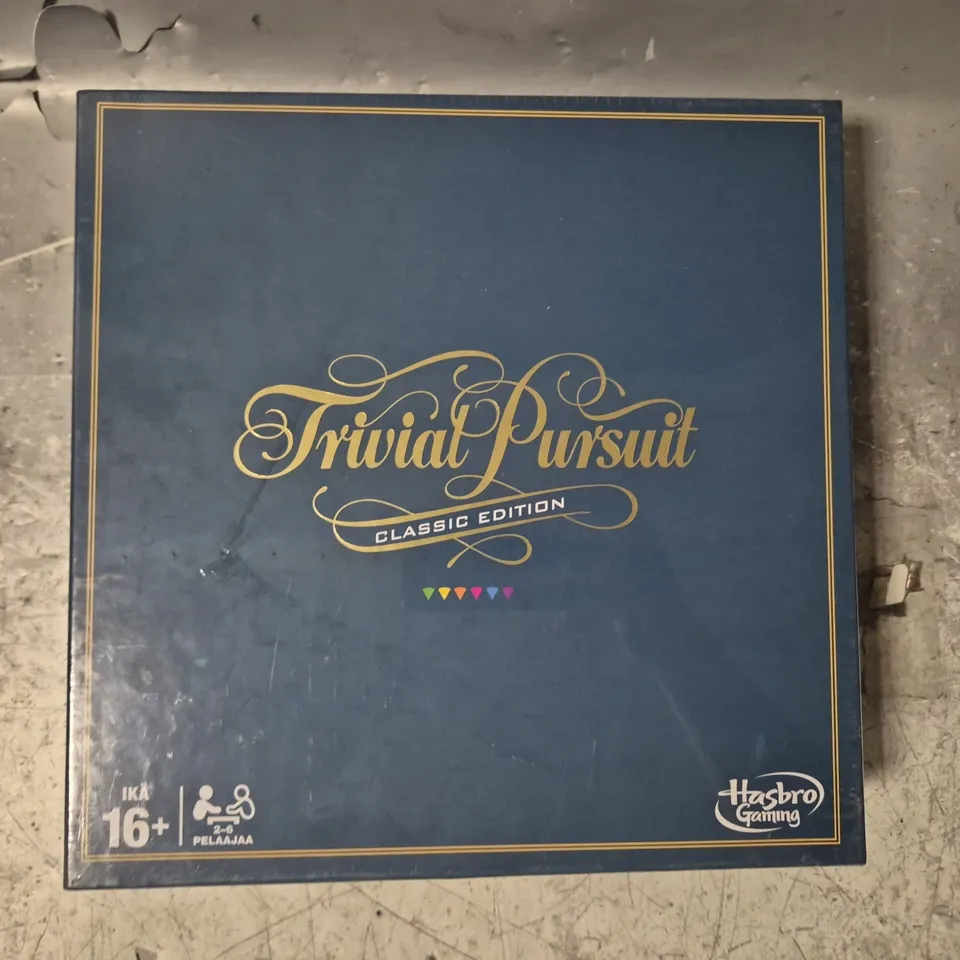 Trivial Pursuit
CLASSIC EDITION
IKÄ
16+
2-6
PELAAJAA
Hasbro
Gaming